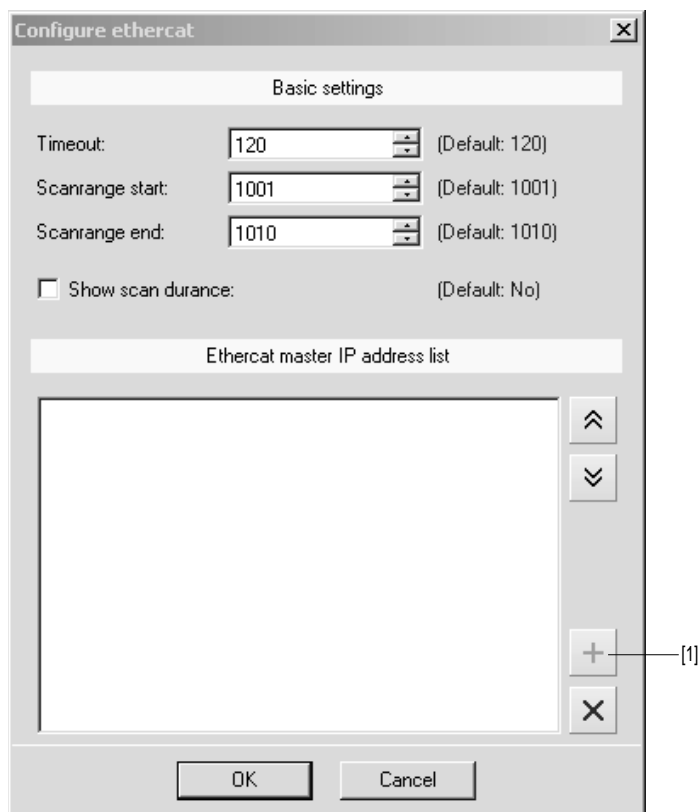 Configure ethercat
Basic settings
Timeout: 120 (Default: 120)
Scanrange start: 1001 (Default: 1001)
Scanrange end: 1010 (Default: 1010)
Show scan durance: (Default: No)
Ethercat master IP address list
[1]
OK Cancel